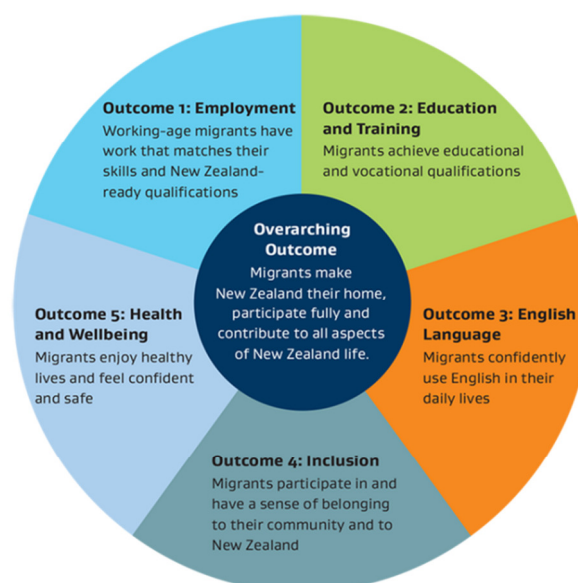 Outcome 1: Employment
Working-age migrants have
work that matches their
skills and New Zealand-
ready qualifications
Outcome 2: Education
and Training
Migrants achieve educational
and vocational qualifications
Overarching
Outcome
Migrants make
New Zealand their home,
participate fully and
contribute to all aspects
of New Zealand life.
Outcome 3: English
Language
Migrants confidently
use English in their
daily lives
Outcome 4: Inclusion
Migrants participate in and
have a sense of belonging
to their community and to
New Zealand
Outcome 5: Health
and Wellbeing
Migrants enjoy healthy
lives and feel confident
and safe